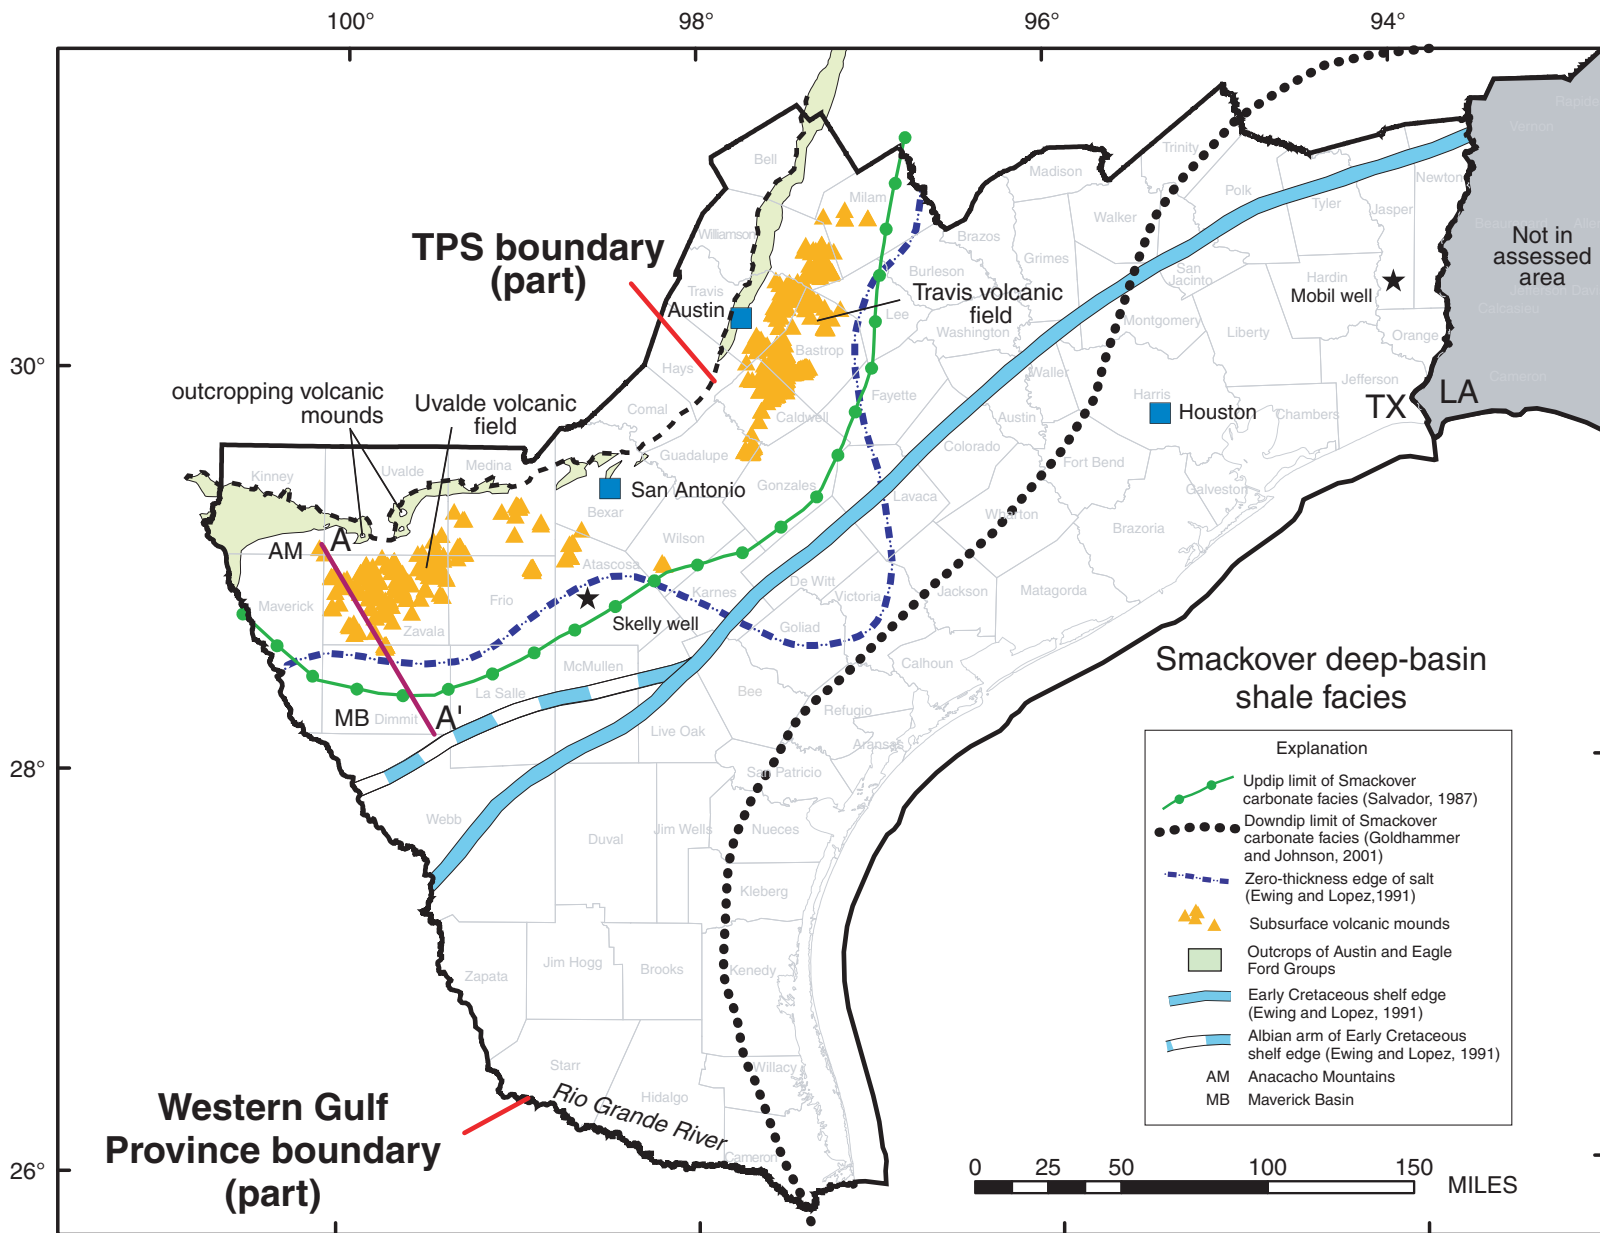 100°
98°
96°
94°
30°
28°
26°
TPS boundary
(part)
Austin
Travis volcanic
field
outcropping volcanic
mounds
Uvalde volcanic
field
San Antonio
Houston
Mobil well
Not in
assessed
area
TX
LA
AM
A
Skelly well
MB
A'
Western Gulf
Province boundary
(part)
Rio Grande River
Smackover deep-basin
shale facies
Bell
Milam
Williamson
Travis
Hays
Comal
Bastrop
Caldwell
Guadalupe
Lee
Burleson
Brazos
Madison
Trinity
Walker
Polk
Tyler
Jasper
Newton
Grimes
San
Jacinto
Hardin
Washington
Montgomery
Liberty
Orange
Fayette
Waller
Harris
Jefferson
Chambers
Austin
Colorado
Fort Bend
Galveston
Gonzales
Lavaca
Wharton
Brazoria
Kinney
Uvalde
Medina
Bexar
Wilson
Atascosa
Karnes
De Witt
Victoria
Jackson
Matagorda
Maverick
Zavala
Frio
Goliad
Calhoun
Dimmit
La Salle
McMullen
Bee
Refugio
Live Oak
Aransas
San Patricio
Webb
Duval
Jim Wells
Nueces
Kleberg
Zapata
Jim Hogg
Brooks
Kenedy
Starr
Hidalgo
Willacy
Cameron
Rapides
Vernon
Beauregard
Allen
Jefferson Davis
Calcasieu
Cameron
Explanation
Updip limit of Smackover
carbonate facies (Salvador, 1987)
Downdip limit of Smackover
carbonate facies (Goldhammer
and Johnson, 2001)
Zero-thickness edge of salt
(Ewing and Lopez,1991)
Subsurface volcanic mounds
Outcrops of Austin and Eagle
Ford Groups
Early Cretaceous shelf edge
(Ewing and Lopez, 1991)
Albian arm of Early Cretaceous
shelf edge (Ewing and Lopez, 1991)
AM Anacacho Mountains
MB Maverick Basin
0 25 50 100 150
MILES